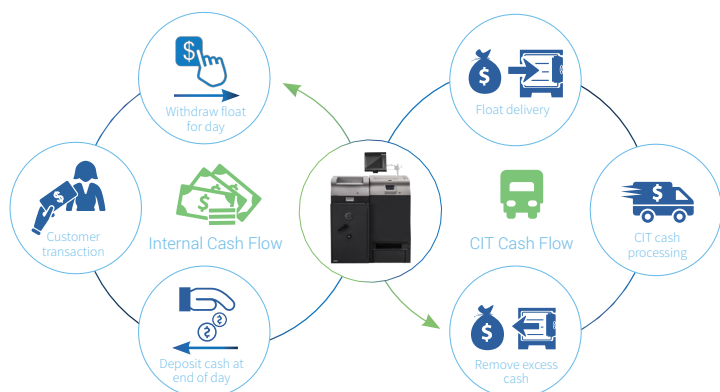 Withdraw float
for day
Float delivery
Customer
transaction
Internal Cash Flow
CIT Cash Flow
CIT cash
processing
Deposit cash at
end of day
Remove excess
cash